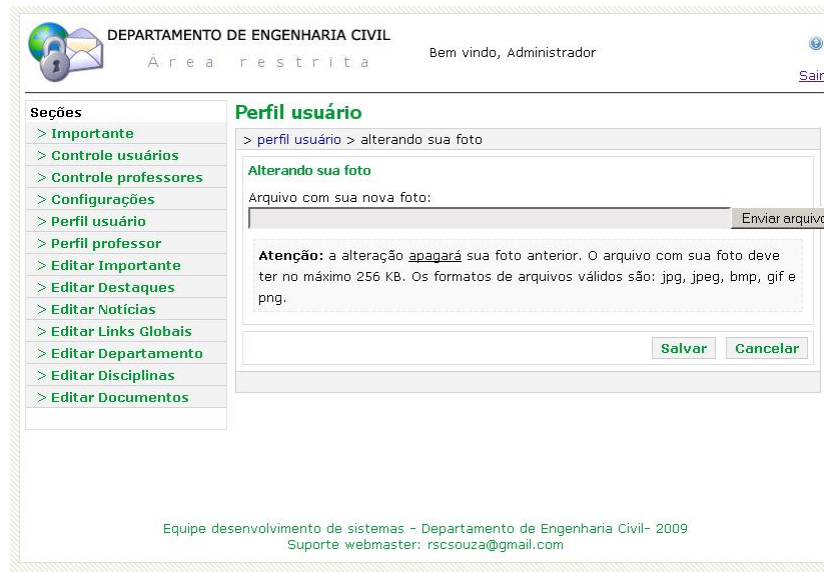 DEPARTAMENTO DE ENGENHARIA CIVIL
Área restrita
Bem vindo, Administrador
Sair
Seções
> Importante
> Controle usuários
> Controle professores
> Configurações
> Perfil usuário
> Perfil professor
> Editar Importante
> Editar Destaques
> Editar Notícias
> Editar Links Globais
> Editar Departamento
> Editar Disciplinas
> Editar Documentos
Perfil usuário
> perfil usuário > alterando sua foto
Alterando sua foto
Arquivo com sua nova foto:
Enviar arquivo
Atenção: a alteração apagará sua foto anterior. O arquivo com sua foto deve
ter no máximo 256 KB. Os formatos de arquivos válidos são: jpg, jpeg, bmp, gif e
png.
Salvar Cancelar
Equipe desenvolvimento de sistemas - Departamento de Engenharia Civil- 2009
Suporte webmaster: rscsouza@gmail.com